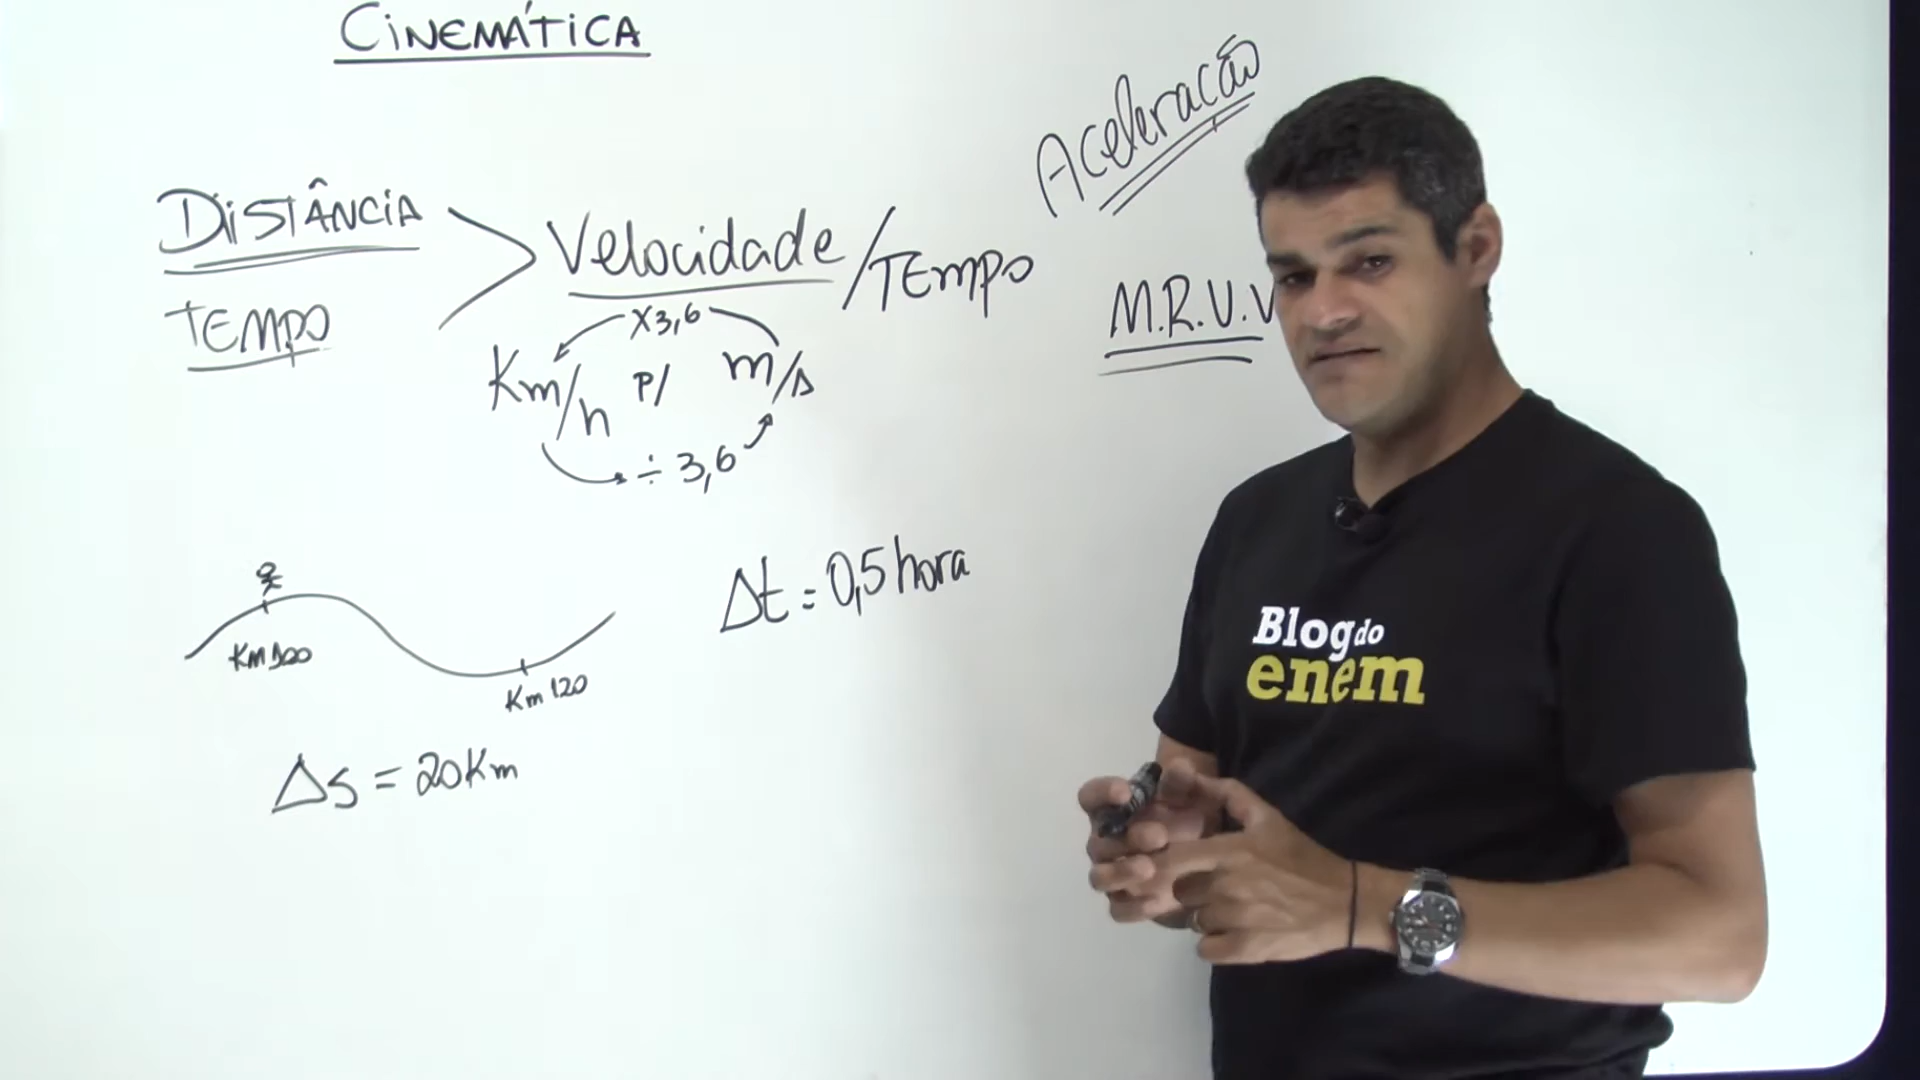 CINEMÁTICA
Aceleração
DISTÂNCIA
TEMPO
Velocidade/TEMPO
M.R.U.V
X3,6
Km/h P/ m/s
÷ 3,6
Δt = 0,5 hora
Km 100
Km 120
ΔS = 20Km
Blog do
enem